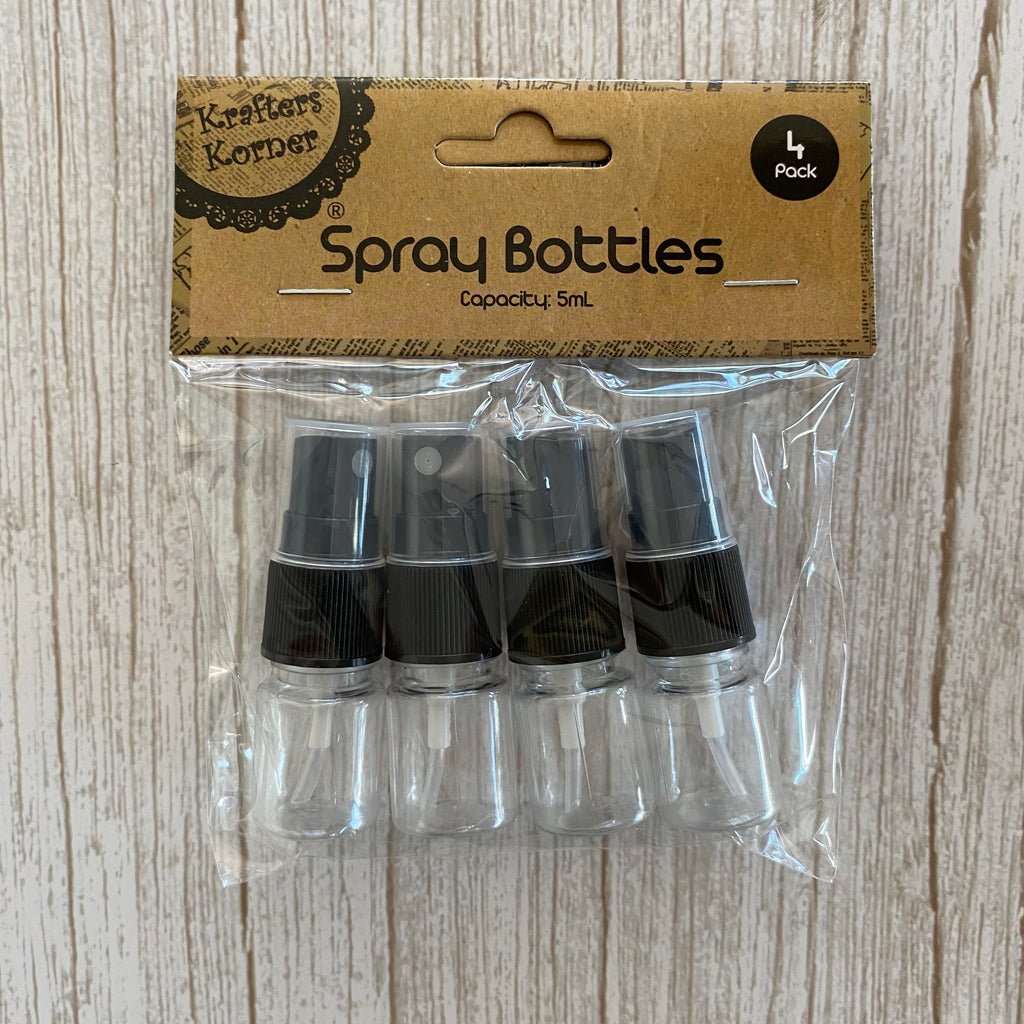 Krafters
Korner
®
4
Pack
Spray Bottles
Capacity: 5mL